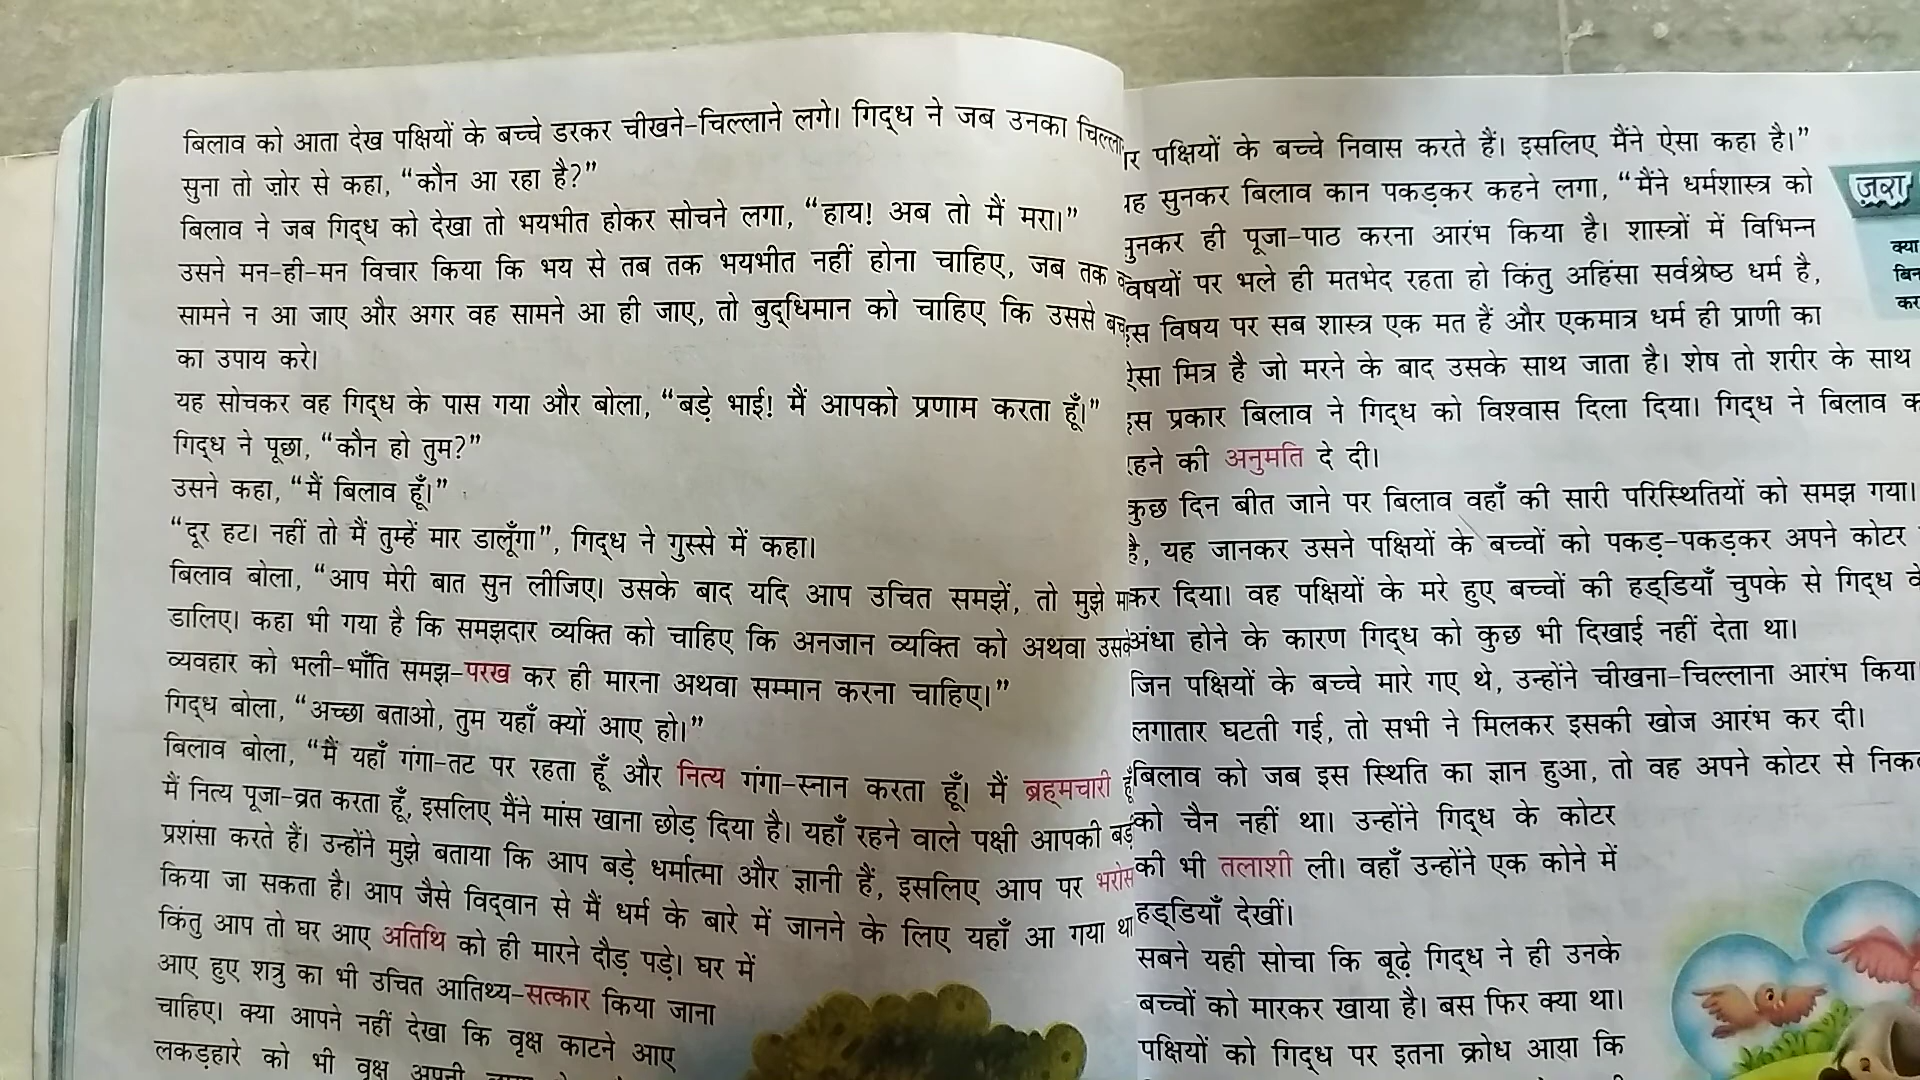 बिलाव को आता देख पक्षियों के बच्चे डरकर चीखने-चिल्लाने लगे। गिद्ध ने जब उनका
सुना तो ज़ोर से कहा, “कौन आ रहा है?”
बिलाव ने जब गिद्ध को देखा तो भयभीत होकर सोचने लगा, “हाय! अब तो मैं मरा।”
उसने मन-ही-मन विचार किया कि भय से तब तक भयभीत नहीं होना चाहिए, जब तक
सामने न आ जाए और अगर वह सामने आ ही जाए, तो बुद्धिमान को चाहिए कि उससे
का उपाय करे।
यह सोचकर वह गिद्ध के पास गया और बोला, “बड़े भाई! मैं आपको प्रणाम करता हूँ।”
गिद्ध ने पूछा, “कौन हो तुम?”
उसने कहा, “मैं बिलाव हूँ।”
“दूर हट। नहीं तो मैं तुम्हें मार डालूँगा”, गिद्ध ने गुस्से में कहा।
बिलाव बोला, “आप मेरी बात सुन लीजिए। उसके बाद यदि आप उचित समझें, तो मुझे
डालिए। कहा भी गया है कि समझदार व्यक्ति को चाहिए कि अनजान व्यक्ति को अथवा
व्यवहार को भली-भाँति समझ-परख कर ही मारना अथवा सम्मान करना चाहिए।”
गिद्ध बोला, “अच्छा बताओ, तुम यहाँ क्यों आए हो।”
बिलाव बोला, “मैं यहाँ गंगा-तट पर रहता हूँ और नित्य गंगा-स्नान करता हूँ। मैं ब्रह्मचारी हूँ
मैं नित्य पूजा-व्रत करता हूँ, इसलिए मैंने मांस खाना छोड़ दिया है। यहाँ रहने वाले पक्षी आपकी
प्रशंसा करते हैं। उन्होंने मुझे बताया कि आप बड़े धर्मात्मा और ज्ञानी हैं, इसलिए आप पर
किया जा सकता है। आप जैसे विद्वान से मैं धर्म के बारे में जानने के लिए यहाँ आ गया
किंतु आप तो घर आए अतिथि को ही मारने दौड़ पड़े। घर में
आए हुए शत्रु का भी उचित आतिथ्य-सत्कार किया जाना
चाहिए। क्या आपने नहीं देखा कि वृक्ष काटने आए
लकड़हारे को भी वृक्ष अपनी
पक्षियों के बच्चे निवास करते हैं। इसलिए मैंने ऐसा कहा है।”
सुनकर बिलाव कान पकड़कर कहने लगा, “मैंने धर्मशास्त्र को
ही पूजा-पाठ करना आरंभ किया है। शास्त्रों में विभिन्न
पर भले ही मतभेद रहता हो किंतु अहिंसा सर्वश्रेष्ठ धर्म है,
विषय पर सब शास्त्र एक मत हैं और एकमात्र धर्म ही प्राणी का
मित्र है जो मरने के बाद उसके साथ जाता है। शेष तो शरीर के साथ
प्रकार बिलाव ने गिद्ध को विश्वास दिला दिया। गिद्ध ने बिलाव
की अनुमति दे दी।
कुछ दिन बीत जाने पर बिलाव वहाँ की सारी परिस्थितियों को समझ गया।
है, यह जानकर उसने पक्षियों के बच्चों को पकड़-पकड़कर अपने कोटर
कर दिया। वह पक्षियों के मरे हुए बच्चों की हड्डियाँ चुपके से गिद्ध
अंधा होने के कारण गिद्ध को कुछ भी दिखाई नहीं देता था।
जिन पक्षियों के बच्चे मारे गए थे, उन्होंने चीखना-चिल्लाना आरंभ किया
लगातार घटती गई, तो सभी ने मिलकर इसकी खोज आरंभ कर दी।
बिलाव को जब इस स्थिति का ज्ञान हुआ, तो वह अपने कोटर से
को चैन नहीं था। उन्होंने गिद्ध के कोटर
की भी तलाशी ली। वहाँ उन्होंने एक कोने में
हड्डियाँ देखीं।
सबने यही सोचा कि बूढ़े गिद्ध ने ही उनके
बच्चों को मारकर खाया है। बस फिर क्या था।
पक्षियों को गिद्ध पर इतना क्रोध आया कि
ज़रा
क्या